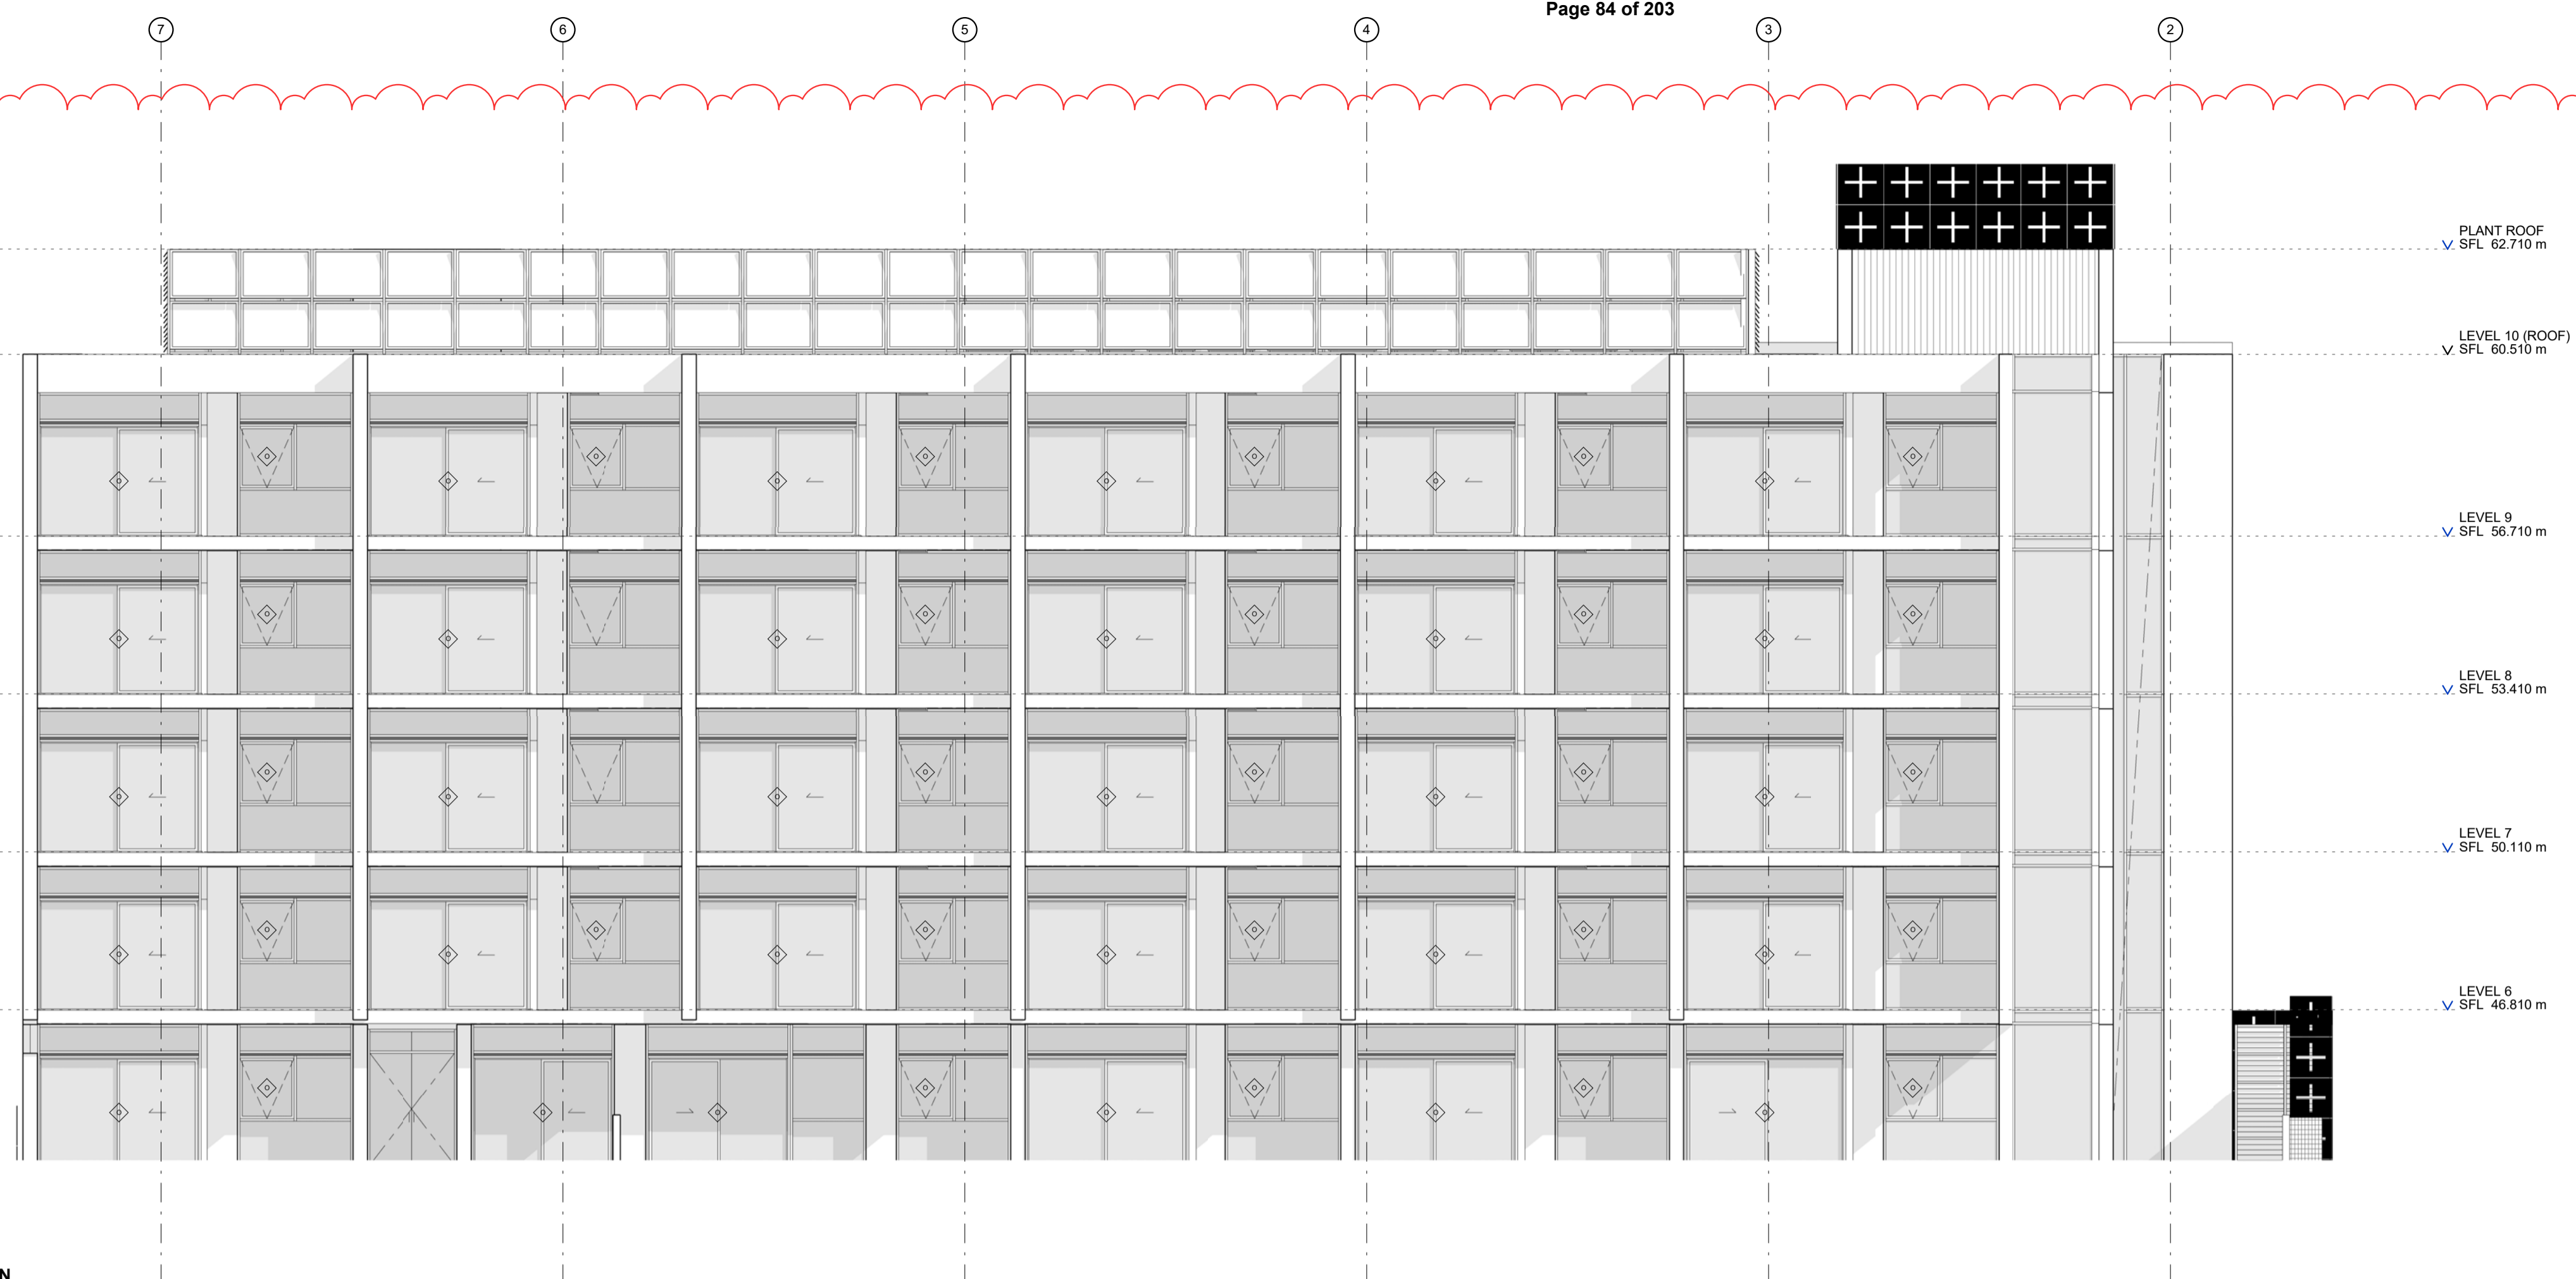 Page 84 of 203
7 6 5 4 3 2
PLANT ROOF
SFL 62.710 m
LEVEL 10 (ROOF)
SFL 60.510 m
LEVEL 9
SFL 56.710 m
LEVEL 8
SFL 53.410 m
LEVEL 7
SFL 50.110 m
LEVEL 6
SFL 46.810 m
N